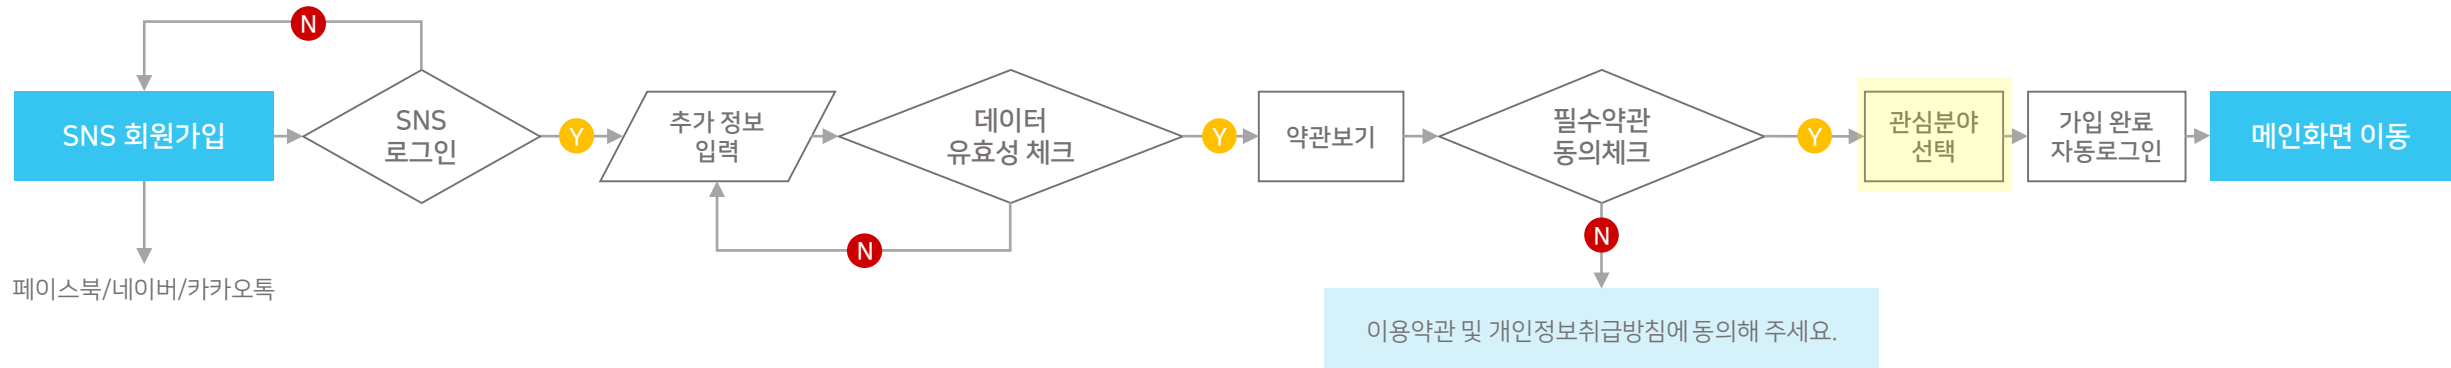 N
SNS 회원가입
SNS
로그인
Y
추가 정보
입력
데이터
유효성 체크
N
Y
약관보기
필수약관
동의체크
Y
N
관심분야
선택
가입 완료
자동로그인
메인화면 이동
페이스북/네이버/카카오톡
이용약관 및 개인정보취급방침에 동의해 주세요.